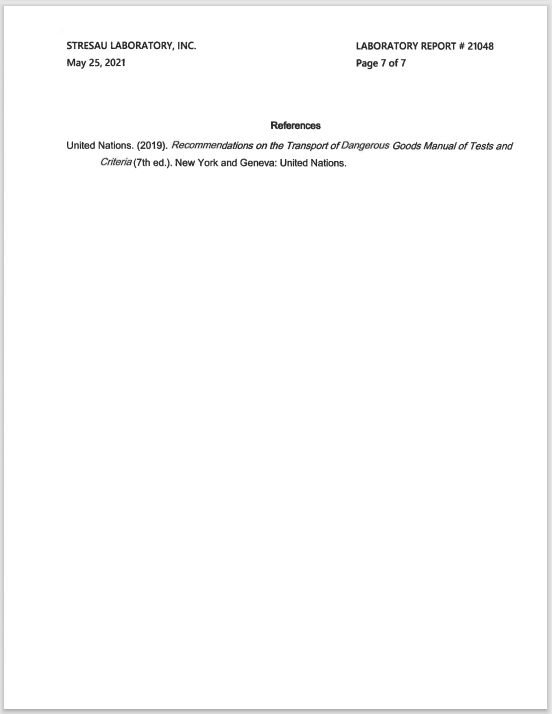 STRESAU LABORATORY, INC.
LABORATORY REPORT # 21048
May 25, 2021
Page 7 of 7
References
United Nations. (2019). Recommendations on the Transport of Dangerous Goods Manual of Tests and
Criteria (7th ed.). New York and Geneva: United Nations.